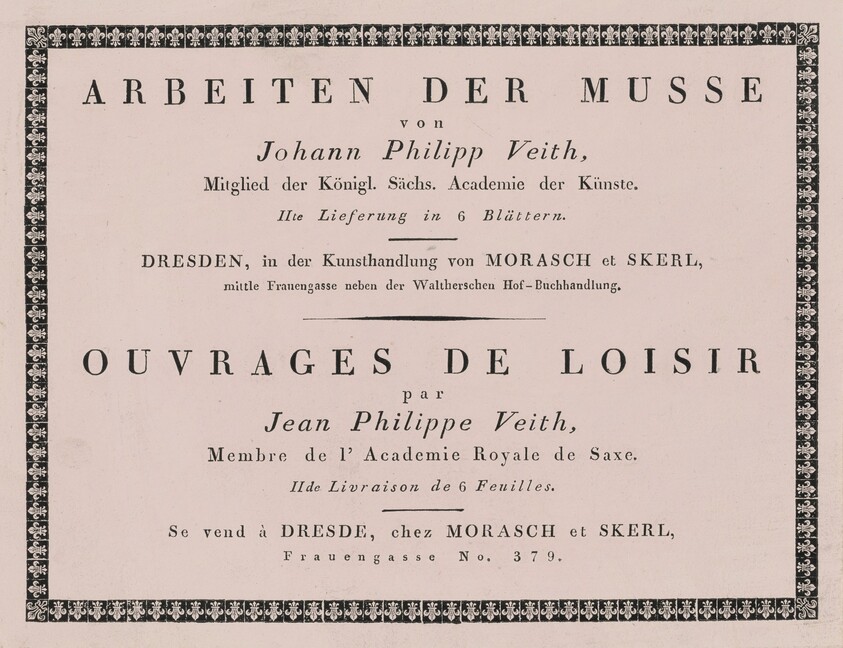 ARBEITEN DER MUSSE
von
Johann Philipp Veith,
Mitglied der Königl. Sächs. Academie der Künste.
IIte Lieferung in 6 Blättern.
DRESDEN, in der Kunsthandlung von MORASCH et SKERL,
mittle Frauengasse neben der Waltherschen Hof-Buchhandlung.
OUVRAGES DE LOISIR
par
Jean Philippe Veith,
Membre de l' Academie Royale de Saxe.
IIde Livraison de 6 Feuilles.
Se vend à DRESDE, chez MORASCH et SKERL,
Frauengasse No. 379.